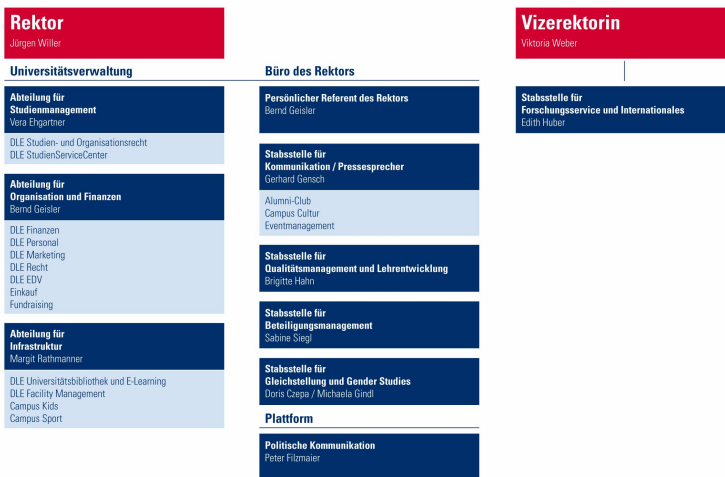 Rektor
Jürgen Willer
Vizerektorin
Viktoria Weber
Universitätsverwaltung
Abteilung für
Studienmanagement
Vera Ehgartner
DLE Studien- und Organisationsrecht
DLE StudienServiceCenter
Abteilung für
Organisation und Finanzen
Bernd Geisler
DLE Finanzen
DLE Personal
DLE Marketing
DLE Recht
DLE EDV
Einkauf
Fundraising
Abteilung für
Infrastruktur
Margit Rathmanner
DLE Universitätsbibliothek und E-Learning
DLE Facility Management
Campus Kids
Campus Sport
Büro des Rektors
Persönlicher Referent des Rektors
Bernd Geisler
Stabsstelle für
Kommunikation / Pressesprecher
Gerhard Gensch
Alumni-Club
Campus Cultur
Eventmanagement
Stabsstelle für
Qualitätsmanagement und Lehrentwicklung
Brigitte Hahn
Stabsstelle für
Beteiligungsmanagement
Sabine Siegl
Stabsstelle für
Gleichstellung und Gender Studies
Doris Czepa / Michaela Gindl
Plattform
Politische Kommunikation
Peter Filzmaier
Stabsstelle für
Forschungsservice und Internationales
Edith Huber